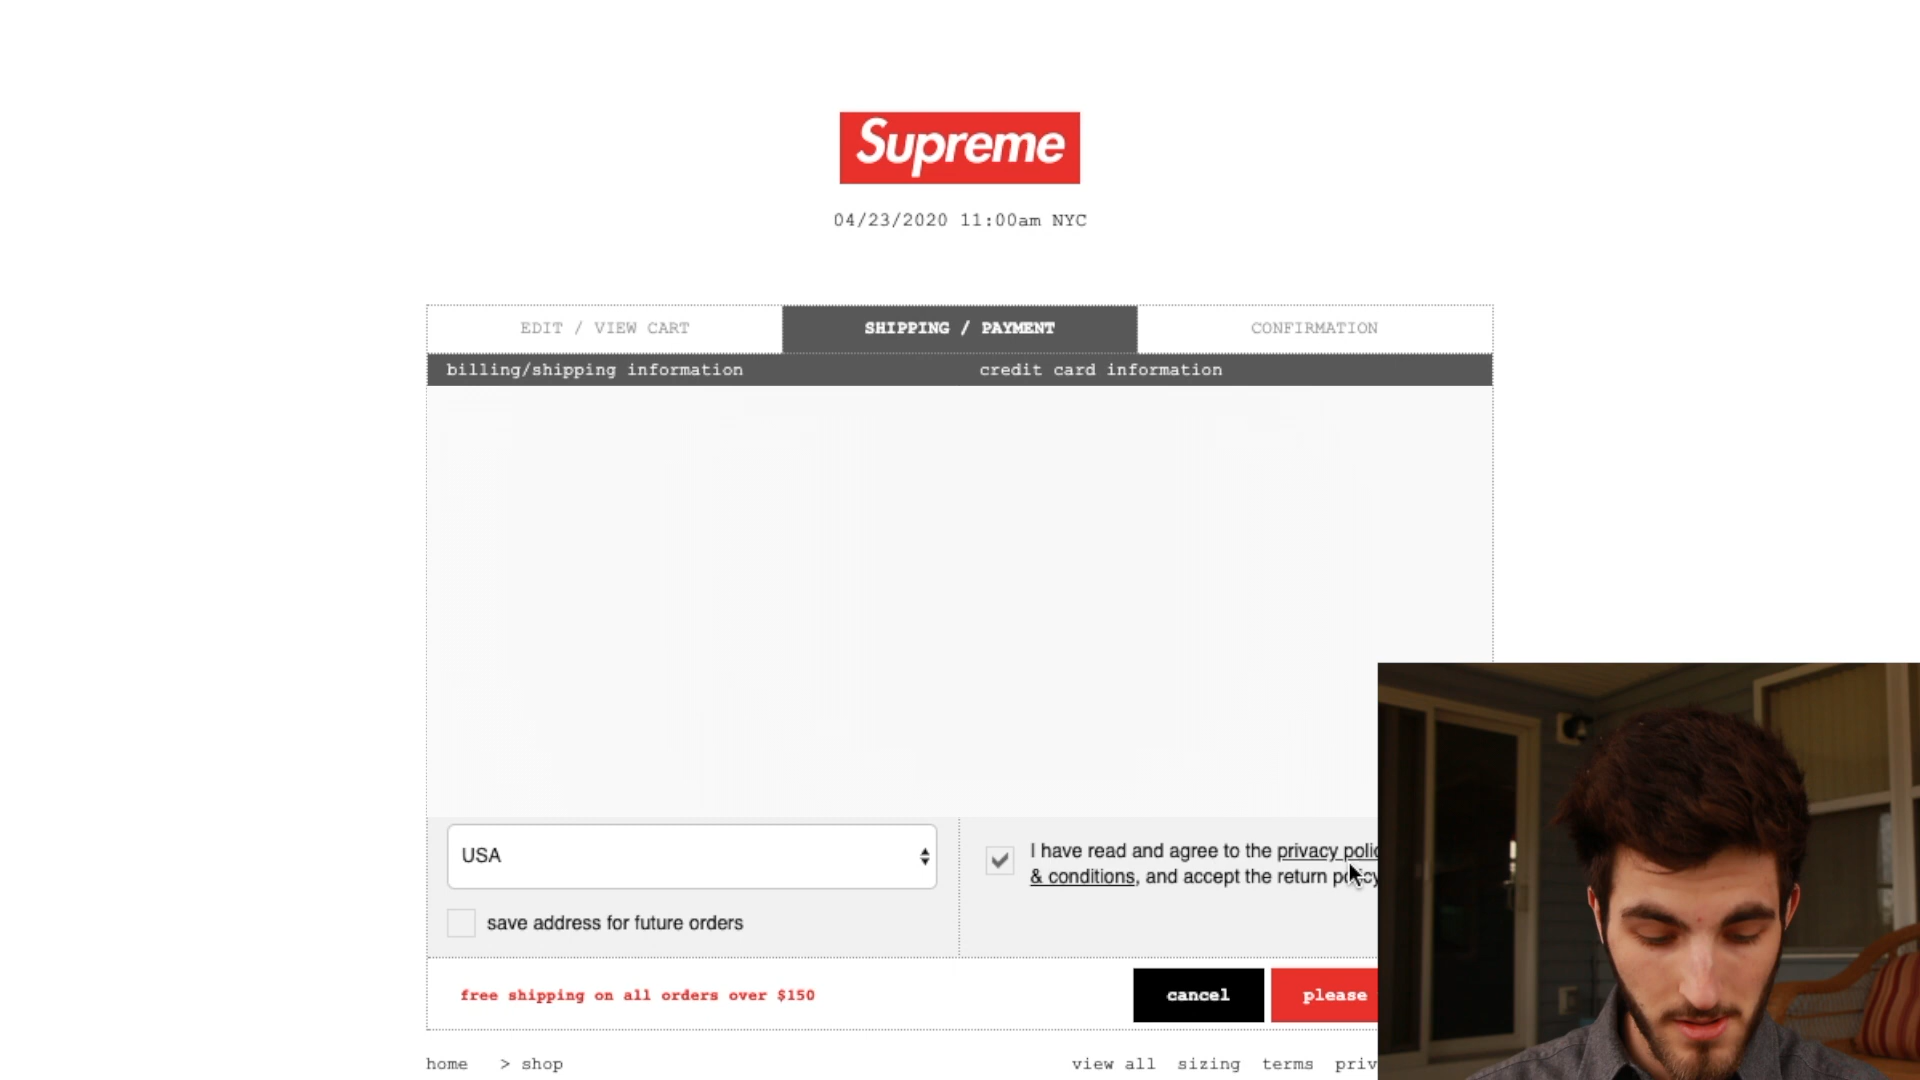 Supreme
04/23/2020 11:00am NYC
EDIT / VIEW CART
SHIPPING / PAYMENT
CONFIRMATION
billing/shipping information
credit card information
USA
I have read and agree to the privacy
& conditions, and accept the return policy
save address for future orders
free shipping on all orders over $150
cancel
please
home > shop
view all sizing terms